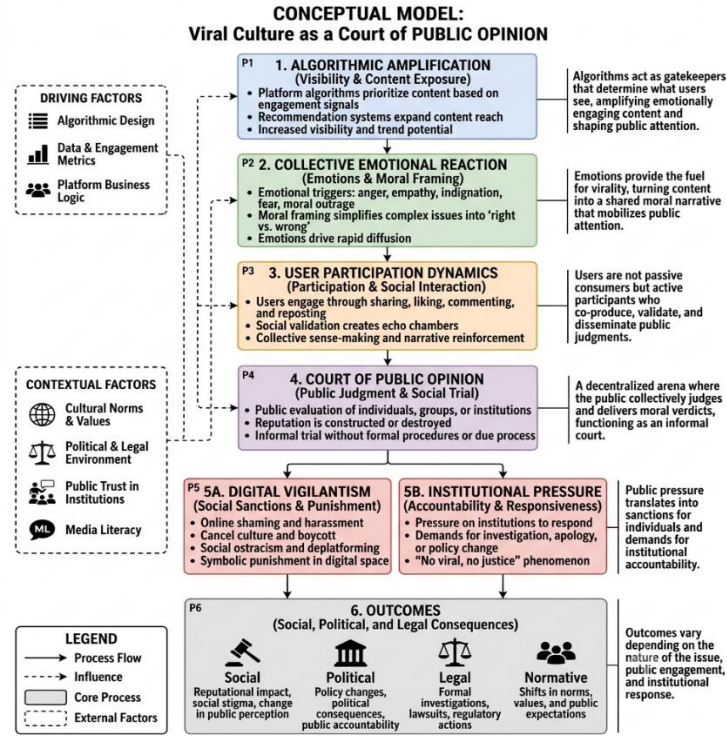 CONCEPTUAL MODEL:
Viral Culture as a Court of PUBLIC OPINION
DRIVING FACTORS
Algorithmic Design
Data & Engagement
Metrics
Platform Business
Logic
CONTEXTUAL FACTORS
Cultural Norms
& Values
Political & Legal
Environment
Public Trust in
Institutions
ML
Media Literacy
LEGEND
Process Flow
Influence
Core Process
External Factors
P1
1. ALGORITHMIC AMPLIFICATION
(Visibility & Content Exposure)
• Platform algorithms prioritize content based on
engagement signals
• Recommendation systems expand content reach
• Increased visibility and trend potential
Algorithms act as gatekeepers
that determine what users
see, amplifying emotionally
engaging content and
shaping public attention.
P2
2. COLLECTIVE EMOTIONAL REACTION
(Emotions & Moral Framing)
• Emotional triggers: anger, empathy, indignation,
fear, moral outrage
• Moral framing simplifies complex issues into ‘right
vs. wrong’
• Emotions drive rapid diffusion
Emotions provide the fuel
for virality, turning content
into a shared moral narrative
that mobilizes public
attention.
P3
3. USER PARTICIPATION DYNAMICS
(Participation & Social Interaction)
• Users engage through sharing, liking, commenting,
and reposting
• Social validation creates echo chambers
• Collective sense-making and narrative reinforcement
Users are not passive
consumers but active
participants who
co-produce, validate, and
disseminate public
judgments.
P4
4. COURT OF PUBLIC OPINION
(Public Judgment & Social Trial)
• Public evaluation of individuals, groups, or institutions
• Reputation is constructed or destroyed
• Informal trial without formal procedures or due process
A decentralized arena where
the public collectively judges
and delivers moral verdicts,
functioning as an informal
court.
P5
5A. DIGITAL VIGILANTISM
(Social Sanctions & Punishment)
• Online shaming and harassment
• Cancel culture and boycott
• Social ostracism and deplatforming
• Symbolic punishment in digital space
5B. INSTITUTIONAL PRESSURE
(Accountability & Responsiveness)
• Pressure on institutions to respond
• Demands for investigation, apology,
or policy change
• “No viral, no justice” phenomenon
Public pressure
translates into
sanctions for
individuals and
demands for
institutional
accountability.
P6
6. OUTCOMES
(Social, Political, and Legal Consequences)
Social
Reputational impact,
social stigma, change
in public perception
Political
Policy changes,
political
consequences,
public accountability
Legal
Formal
investigations,
lawsuits, regulatory
actions
Normative
Shifts in norms,
values, and public
expectations
Outcomes vary
depending on the
nature of the issue,
public engagement,
and institutional
response.